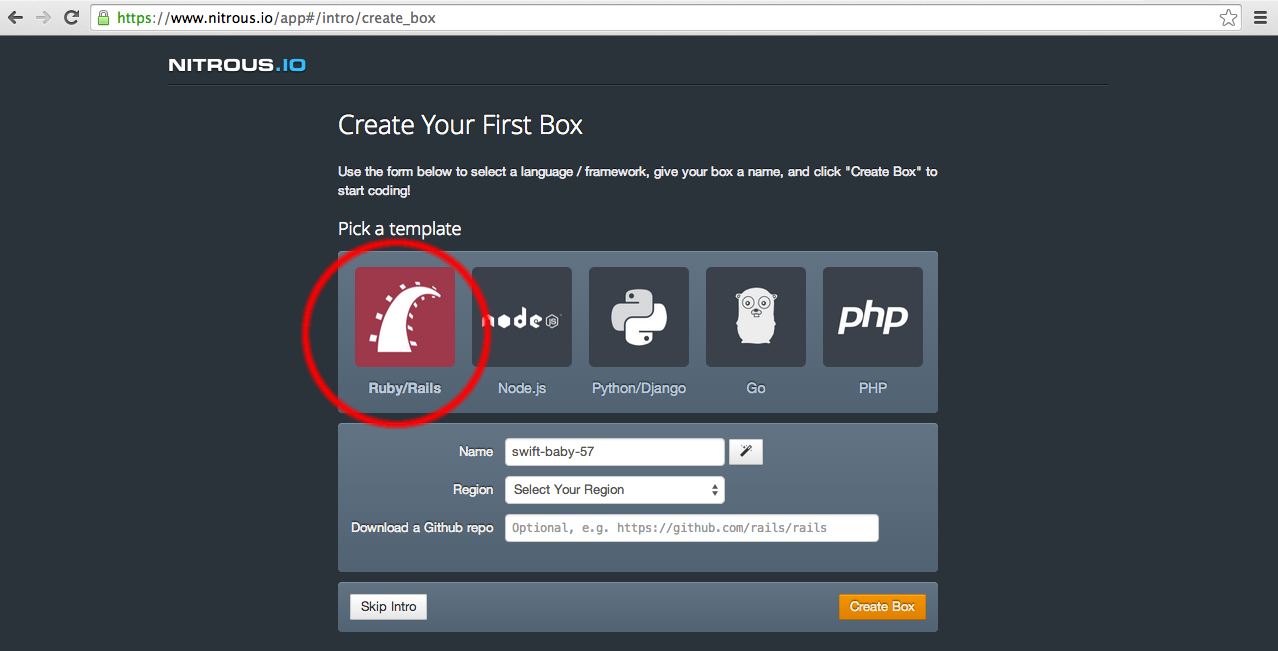 https://www.nitrous.io/app#/intro/create_box
NITROUS.IO
Create Your First Box
Use the form below to select a language / framework, give your box a name, and click "Create Box" to
start coding!
Pick a template
node JS
php
Ruby/Rails
Node.js
Python/Django
Go
PHP
Name
swift-baby-57
Region
Select Your Region
Download a Github repo
Optional, e.g. https://github.com/rails/rails
Skip Intro
Create Box